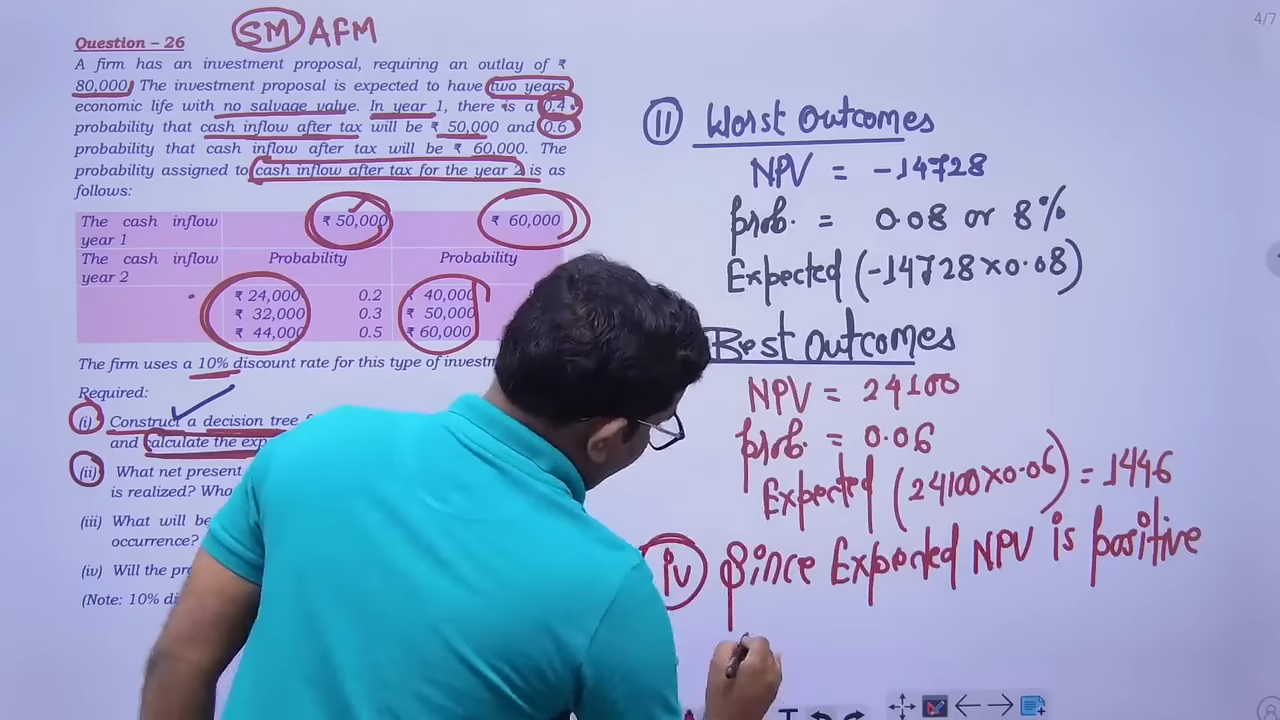 4/7
SM AFM
Question – 26
A firm has an investment proposal, requiring an outlay of ₹
80,000. The investment proposal is expected to have two years
economic life with no salvage value. In year 1, there is a 0.4
probability that cash inflow after tax will be ₹ 50,000 and 0.6
probability that cash inflow after tax will be ₹ 60,000. The
probability assigned to cash inflow after tax for the year 2 is as
follows:
The cash inflow year 1 ₹ 50,000 ₹ 60,000
The cash inflow year 2 Probability Probability
₹ 24,000 0.2 ₹ 40,000
₹ 32,000 0.3 ₹ 50,000
₹ 44,000 0.5 ₹ 60,000
The firm uses a 10% discount rate for this type of
Required:
(i) Construct a decision tree
and calculate the
(ii) What net present
is realized?
(iii) What will be
occurrence?
(iv) Will the
(Note: 10%
II Worst Outcomes
NPV = -14728
prob. = 0.08 or 8%
Expected (-14728×0.08)
Best Outcomes
NPV = 24100
prob. = 0.06
Expected (24100×0.06) = 1446
iv Since Expected NPV is positive